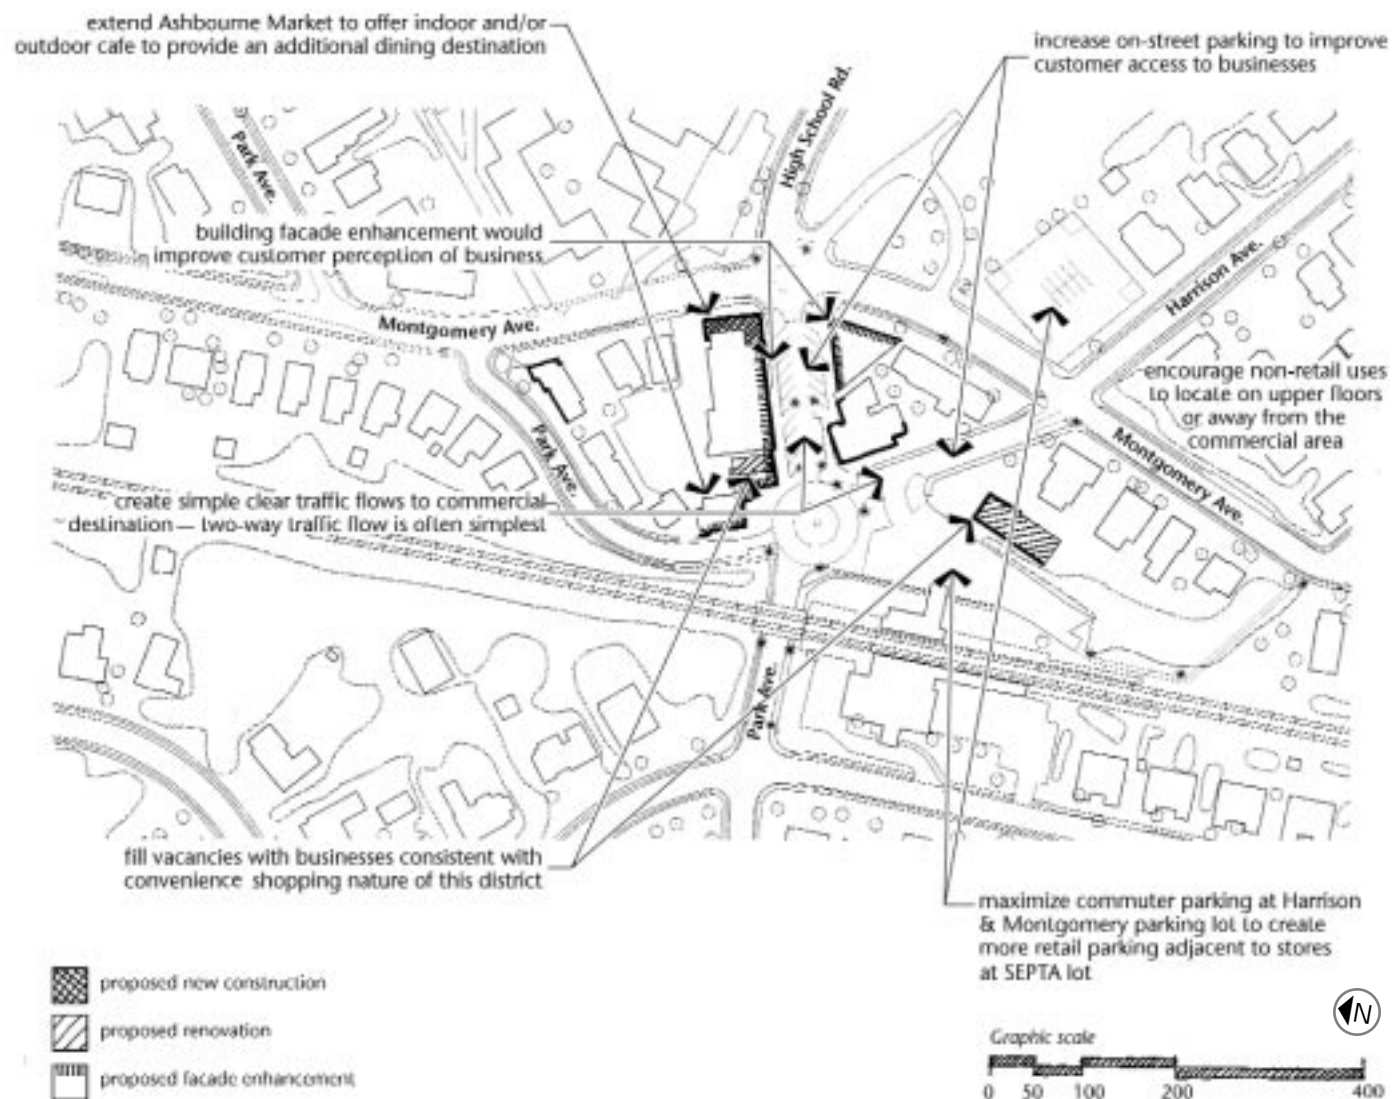 extend Ashbourne Market to offer indoor and/or
outdoor cafe to provide an additional dining destination
increase on-street parking to improve
customer access to businesses
High School Rd.
Park Ave.
building facade enhancement would
improve customer perception of business
Harrison Ave.
Montgomery Ave.
encourage non-retail uses
to locate on upper floors
or away from the
commercial area
Park Ave.
Montgomery Ave.
create simple clear traffic flows to commercial
destination — two-way traffic flow is often simplest
Park Ave.
fill vacancies with businesses consistent with
convenience shopping nature of this district
maximize commuter parking at Harrison
& Montgomery parking lot to create
more retail parking adjacent to stores
at SEPTA lot
proposed new construction
proposed renovation
proposed facade enhancement
N
Graphic scale
0 50 100 200 400